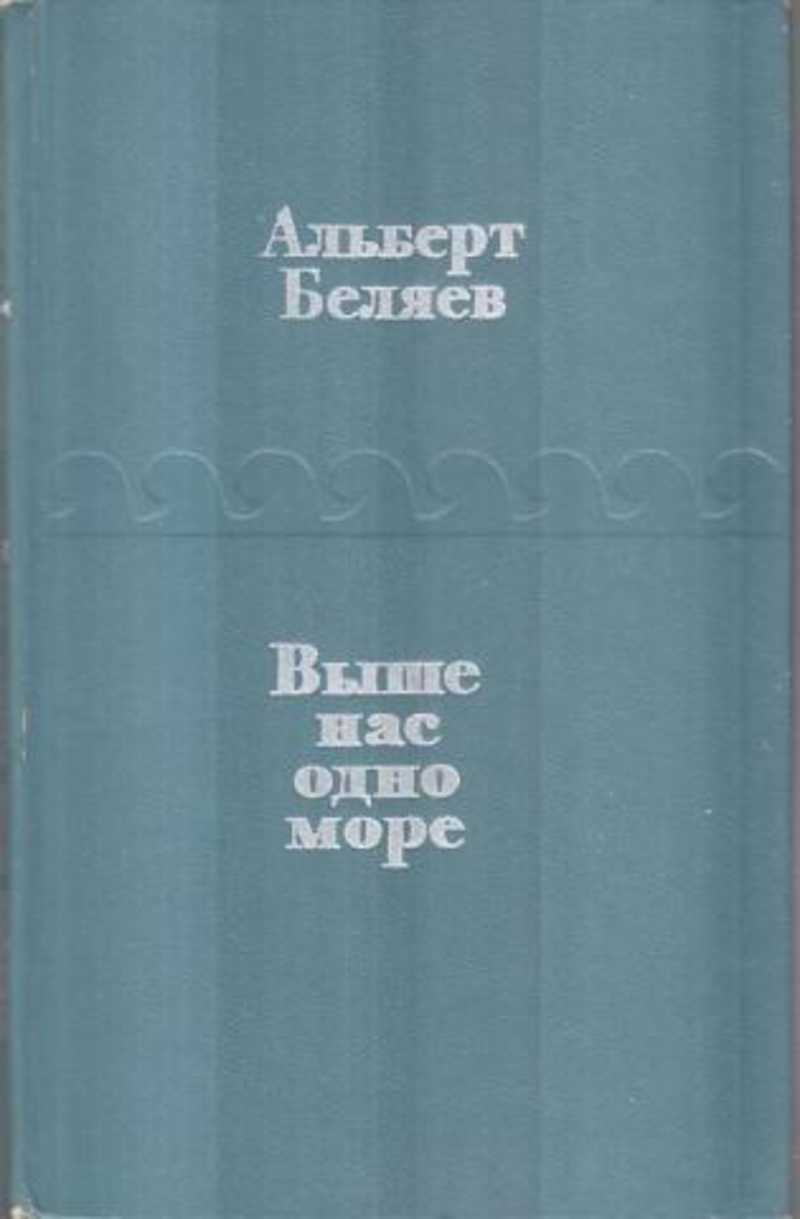 Альберт
Беляев
Выше
нас
одно
море